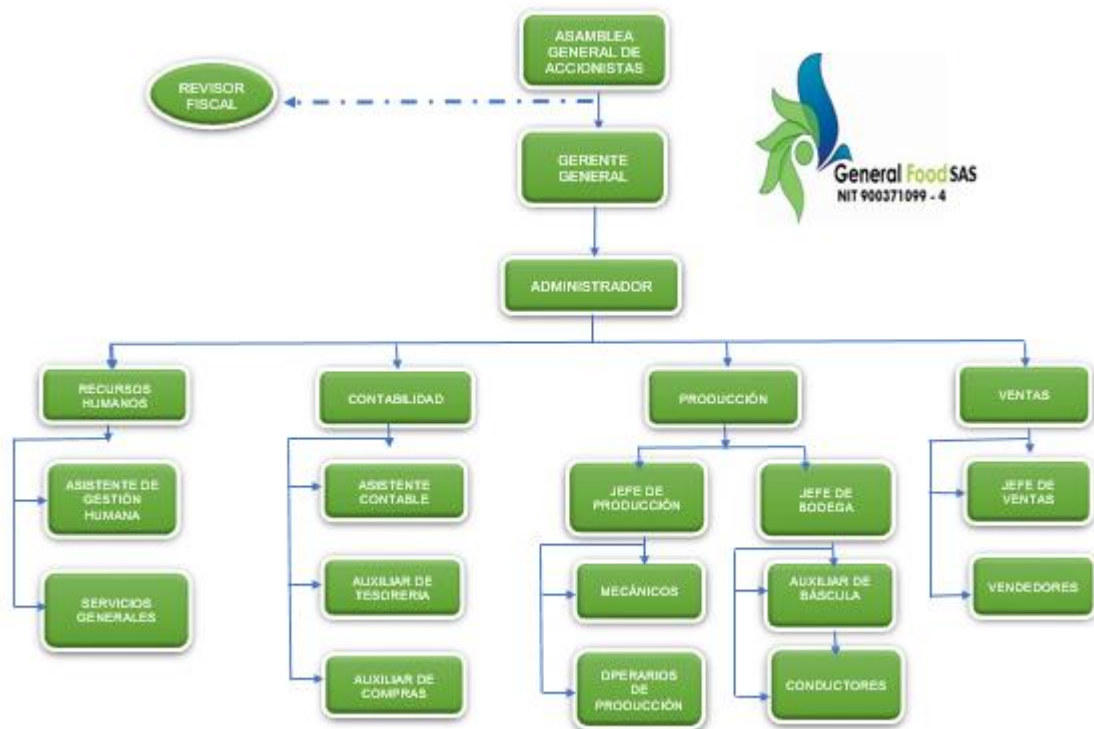 ASAMBLEA
GENERAL DE
ACCIONISTAS
REVISOR
FISCAL
GERENTE
GENERAL
General Food SAS
NIT 900371099 - 4
ADMINISTRADOR
RECURSOS
HUMANOS
CONTABILIDAD
PRODUCCIÓN
VENTAS
ASISTENTE DE
GESTIÓN
HUMANA
ASISTENTE
CONTABLE
JEFE DE
PRODUCCIÓN
JEFE DE
BODEGA
JEFE DE
VENTAS
SERVICIOS
GENERALES
AUXILIAR DE
TESORERIA
MECÁNICOS
AUXILIAR DE
BÁSCULA
VENDEDORES
AUXILIAR DE
COMPRAS
OPERARIOS
DE
PRODUCCIÓN
CONDUCTORES